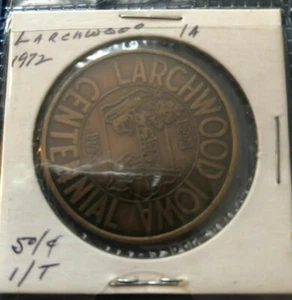 LARCHWOOD IA
1972
LARCHWOOD IOWA
CENTENNIAL
50/¢
1/T